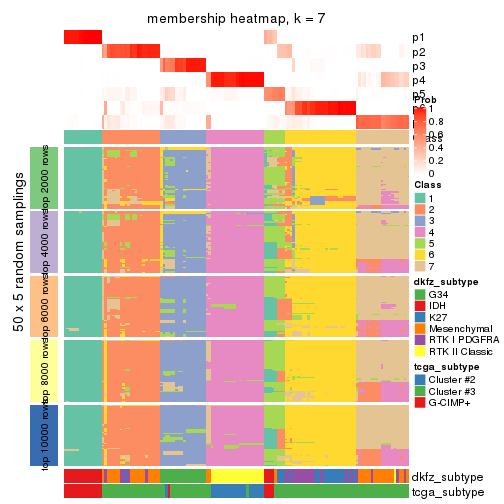 membership heatmap, k = 7
p1
p2
p3
p4
p5
p7
50 x 5 random samplings
top 2000 rows
top 4000 rows
top 6000 rows
top 8000 rows
top 10000 rows
Prob
1
0.8
0.6
0.4
0.2
0
Class
1
2
3
4
5
6
7
dkfz_subtype
G34
IDH
K27
Mesenchymal
RTK I PDGFRA
RTK II Classic
tcga_subtype
Cluster #2
Cluster #3
G-CIMP+
dkfz_subtype
tcga_subtype